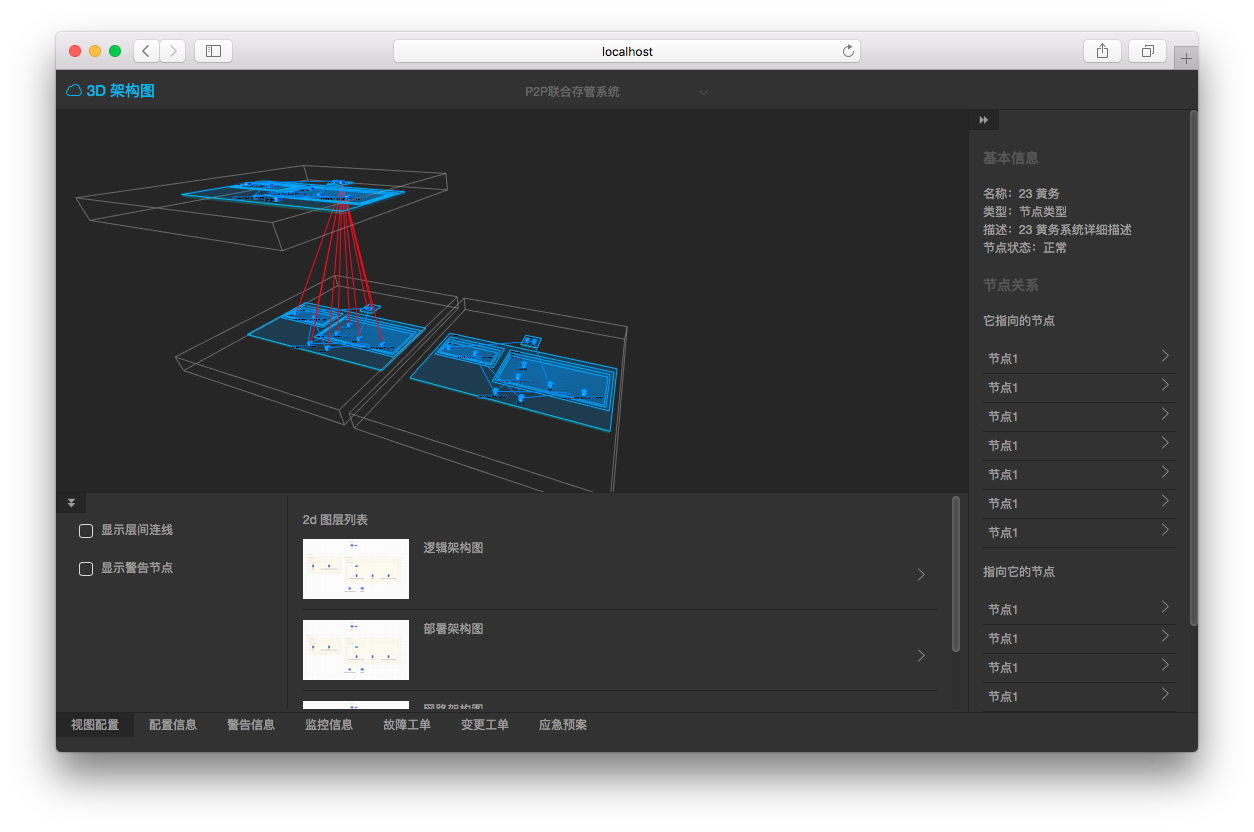 localhost
3D 架构图
P2P联合存管系统
基本信息
名称：23 黄务
类型：节点类型
描述：23 黄务系统详细描述
节点状态：正常
节点关系
它指向的节点
节点1
节点1
节点1
节点1
节点1
节点1
节点1
指向它的节点
节点1
节点1
节点1
节点1
显示层间连线
显示警告节点
2d 图层列表
逻辑架构图
部署架构图
视图配置
配置信息
警告信息
监控信息
故障工单
变更工单
应急预案